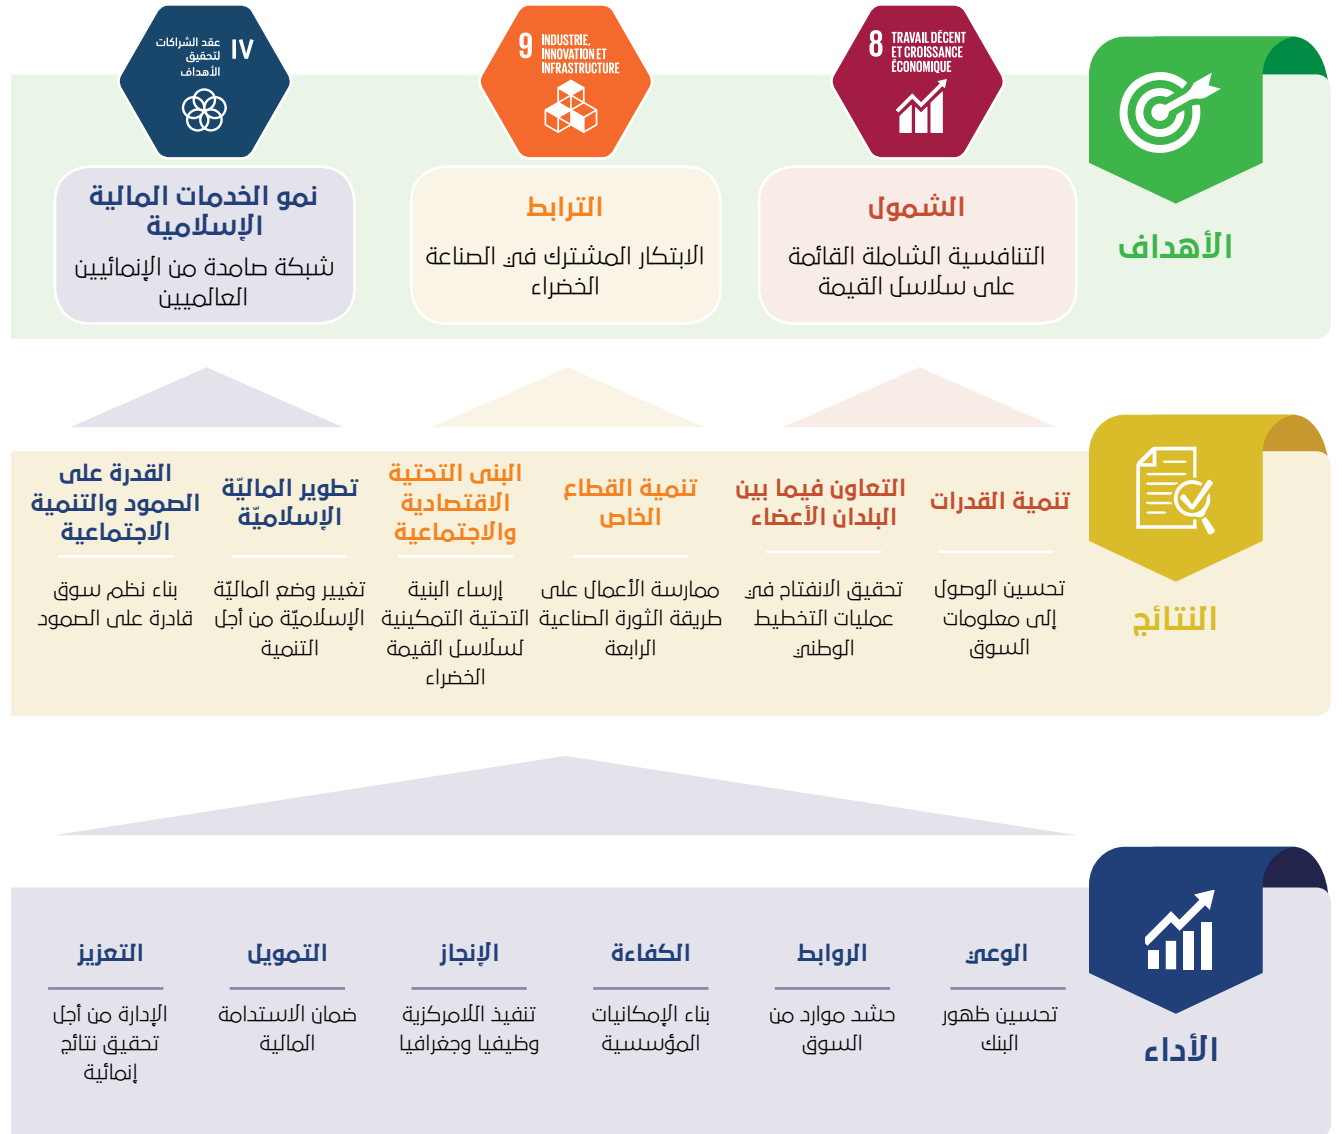 الأهداف
8 TRAVAIL DÉCENT
ET CROISSANCE
ÉCONOMIQUE
الشمول
التنافسية الشاملة القائمة
على سلاسل القيمة
9 INDUSTRIE,
INNOVATION ET
INFRASTRUCTURE
الترابط
الابتكار المشترك في الصناعة
الخضراء
١٧ عقد الشراكات
لتحقيق
الأهداف
نمو الخدمات المالية
الإسلامية
شبكة صامدة من الإنمائيين
العالميين
النتائج
تنمية القدرات
تحسين الوصول
إلى معلومات
السوق
التعاون فيما بين
البلدان الأعضاء
تحقيق الانفتاح في
عمليات التخطيط
الوطني
تنمية القطاع
الخاص
ممارسة الأعمال على
طريقة الثورة الصناعية
الرابعة
البنى التحتية
الاقتصادية
والاجتماعية
إرساء البنية
التحتية التمكينية
لسلاسل القيمة
الخضراء
تطوير الماليّة
الإسلاميّة
تغيير وضع الماليّة
الإسلاميّة من أجل
التنمية
القدرة على
الصمود والتنمية
الاجتماعية
بناء نظم سوق
قادرة على الصمود
الأداء
الوعي
تحسين ظهور
البنك
الروابط
حشد موارد من
السوق
الكفاءة
بناء الإمكانيات
المؤسسية
الإنجاز
تنفيذ اللامركزية
وظيفيا وجغرافيا
التمويل
ضمان الاستدامة
المالية
التعزيز
الإدارة من أجل
تحقيق نتائج
إنمائية